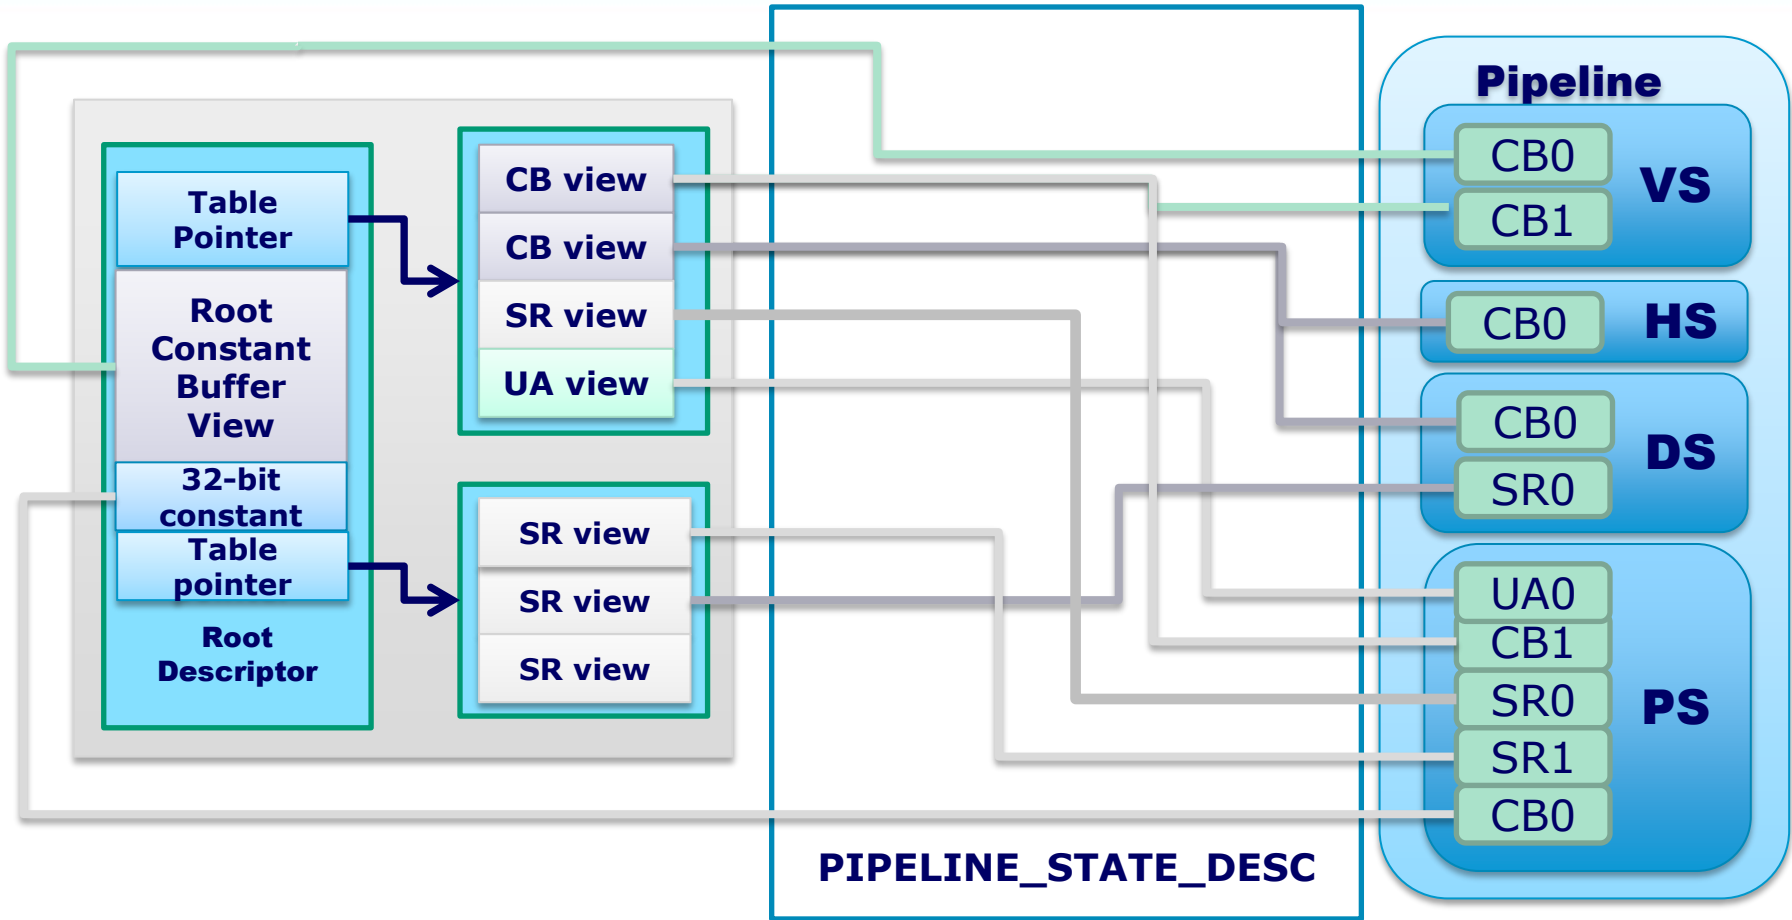 Table
Pointer
Root
Constant
Buffer
View
32-bit
constant
Table
pointer
Root
Descriptor
CB view
CB view
SR view
UA view
SR view
SR view
SR view
PIPELINE_STATE_DESC
Pipeline
CB0
CB1
VS
CB0
HS
CB0
SR0
DS
UA0
CB1
SR0
SR1
CB0
PS